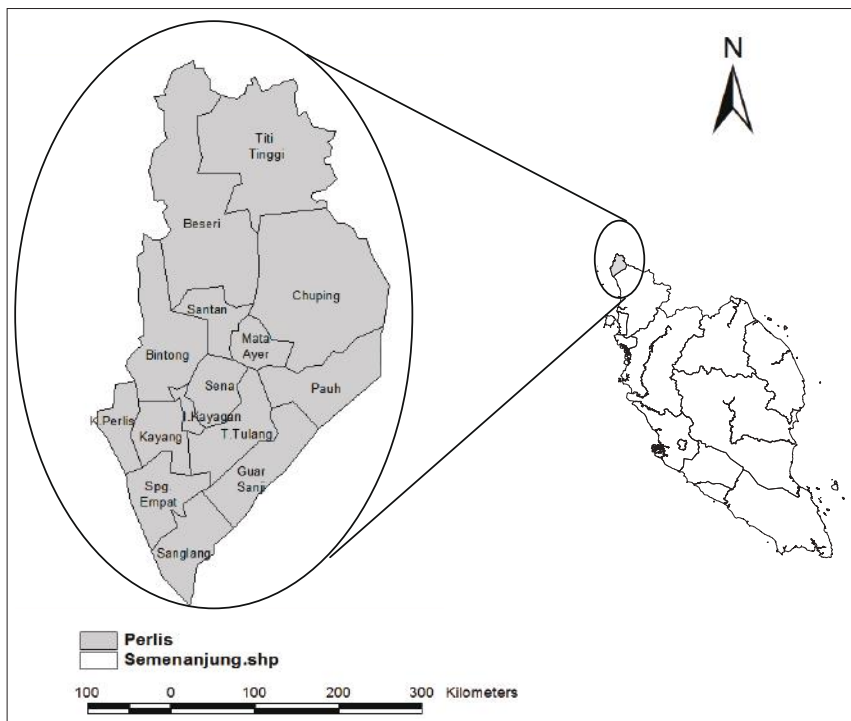 N
Titi
Tinggi
Beseri
Chuping
Santan
Mata
Ayer
Bintong
Sena
Pauh
K.Perlis
I.Kayagan
Kayang
T.Tulang
Guar
Sanji
Spg.
Empat
Sanglang
Perlis
Semenanjung.shp
100 0 100 200 300 Kilometers